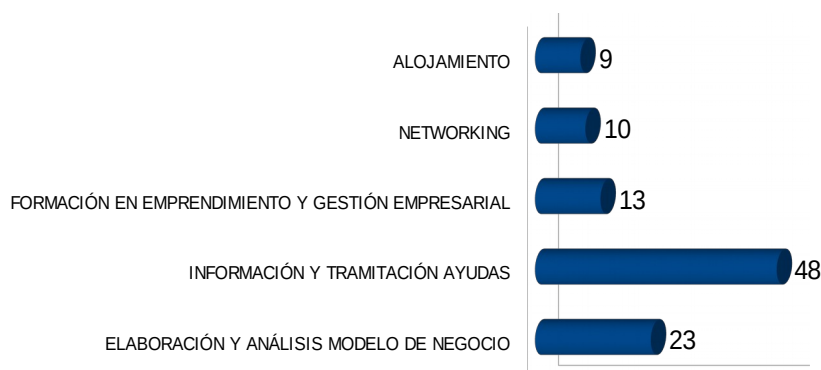 ALOJAMIENTO 9
NETWORKING 10
FORMACIÓN EN EMPRENDIMIENTO Y GESTIÓN EMPRESARIAL 13
INFORMACIÓN Y TRAMITACIÓN AYUDAS 48
ELABORACIÓN Y ANÁLISIS MODELO DE NEGOCIO 23